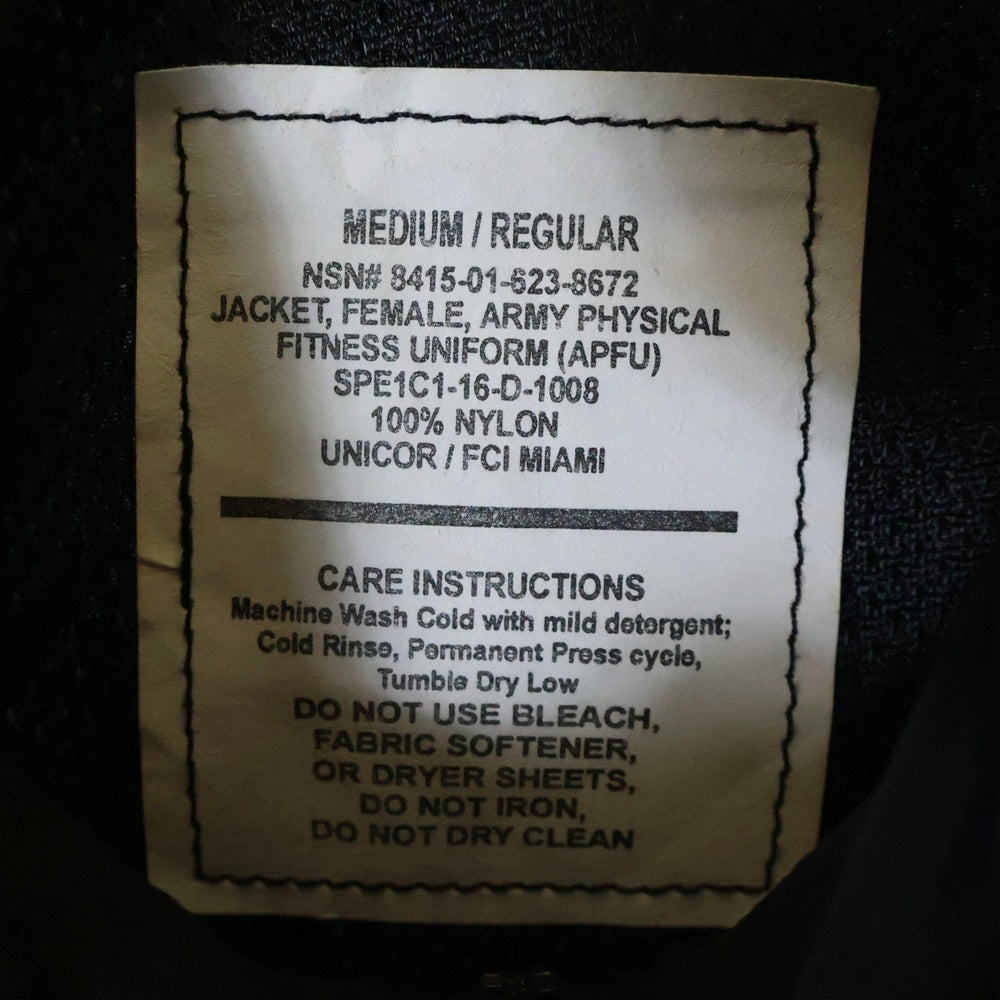 MEDIUM / REGULAR
NSN# 8415-01-623-8672
JACKET, FEMALE, ARMY PHYSICAL
FITNESS UNIFORM (APFU)
SPE1C1-16-D-1008
100% NYLON
UNICOR / FCI MIAMI
CARE INSTRUCTIONS
Machine Wash Cold with mild detergent;
Cold Rinse, Permanent Press cycle,
Tumble Dry Low
DO NOT USE BLEACH,
FABRIC SOFTENER,
OR DRYER SHEETS,
DO NOT IRON,
DO NOT DRY CLEAN